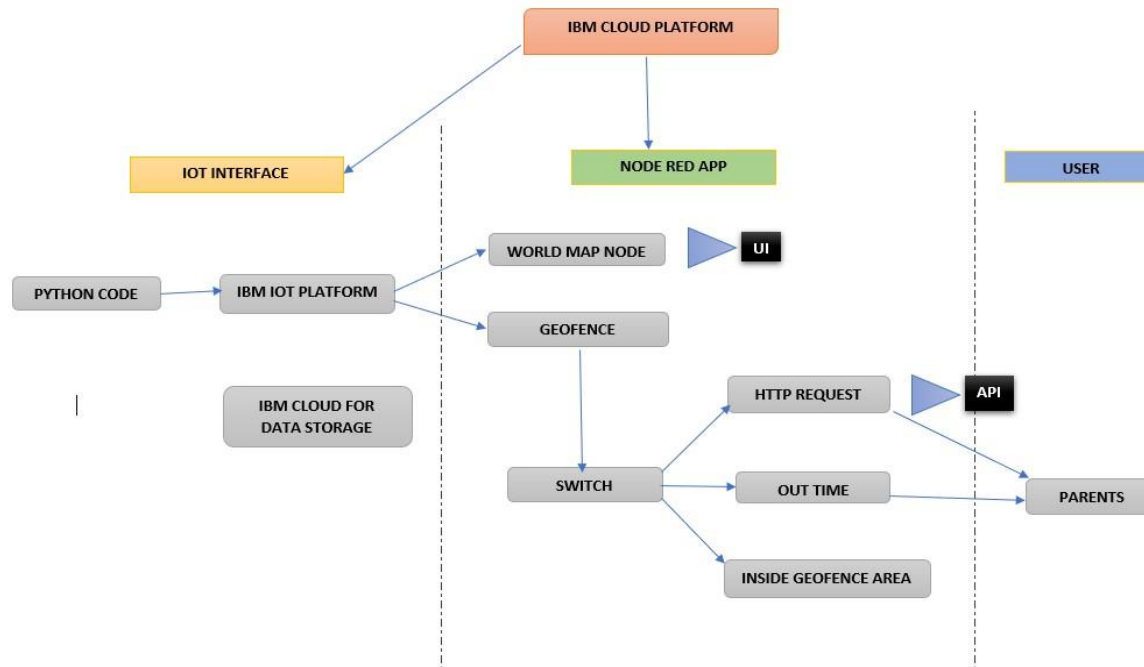 IBM CLOUD PLATFORM
IOT INTERFACE
NODE RED APP
USER
WORLD MAP NODE
UI
PYTHON CODE
IBM IOT PLATFORM
GEOFENCE
IBM CLOUD FOR
DATA STORAGE
HTTP REQUEST
API
SWITCH
OUT TIME
PARENTS
INSIDE GEOFENCE AREA